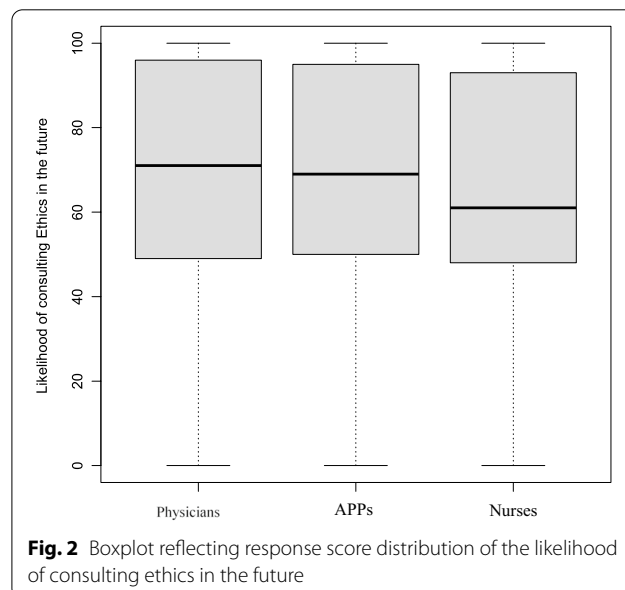 Likelihood of consulting Ethics in the future
100
80
60
40
20
0
Physicians APPs Nurses
Fig. 2 Boxplot reflecting response score distribution of the likelihood
of consulting ethics in the future